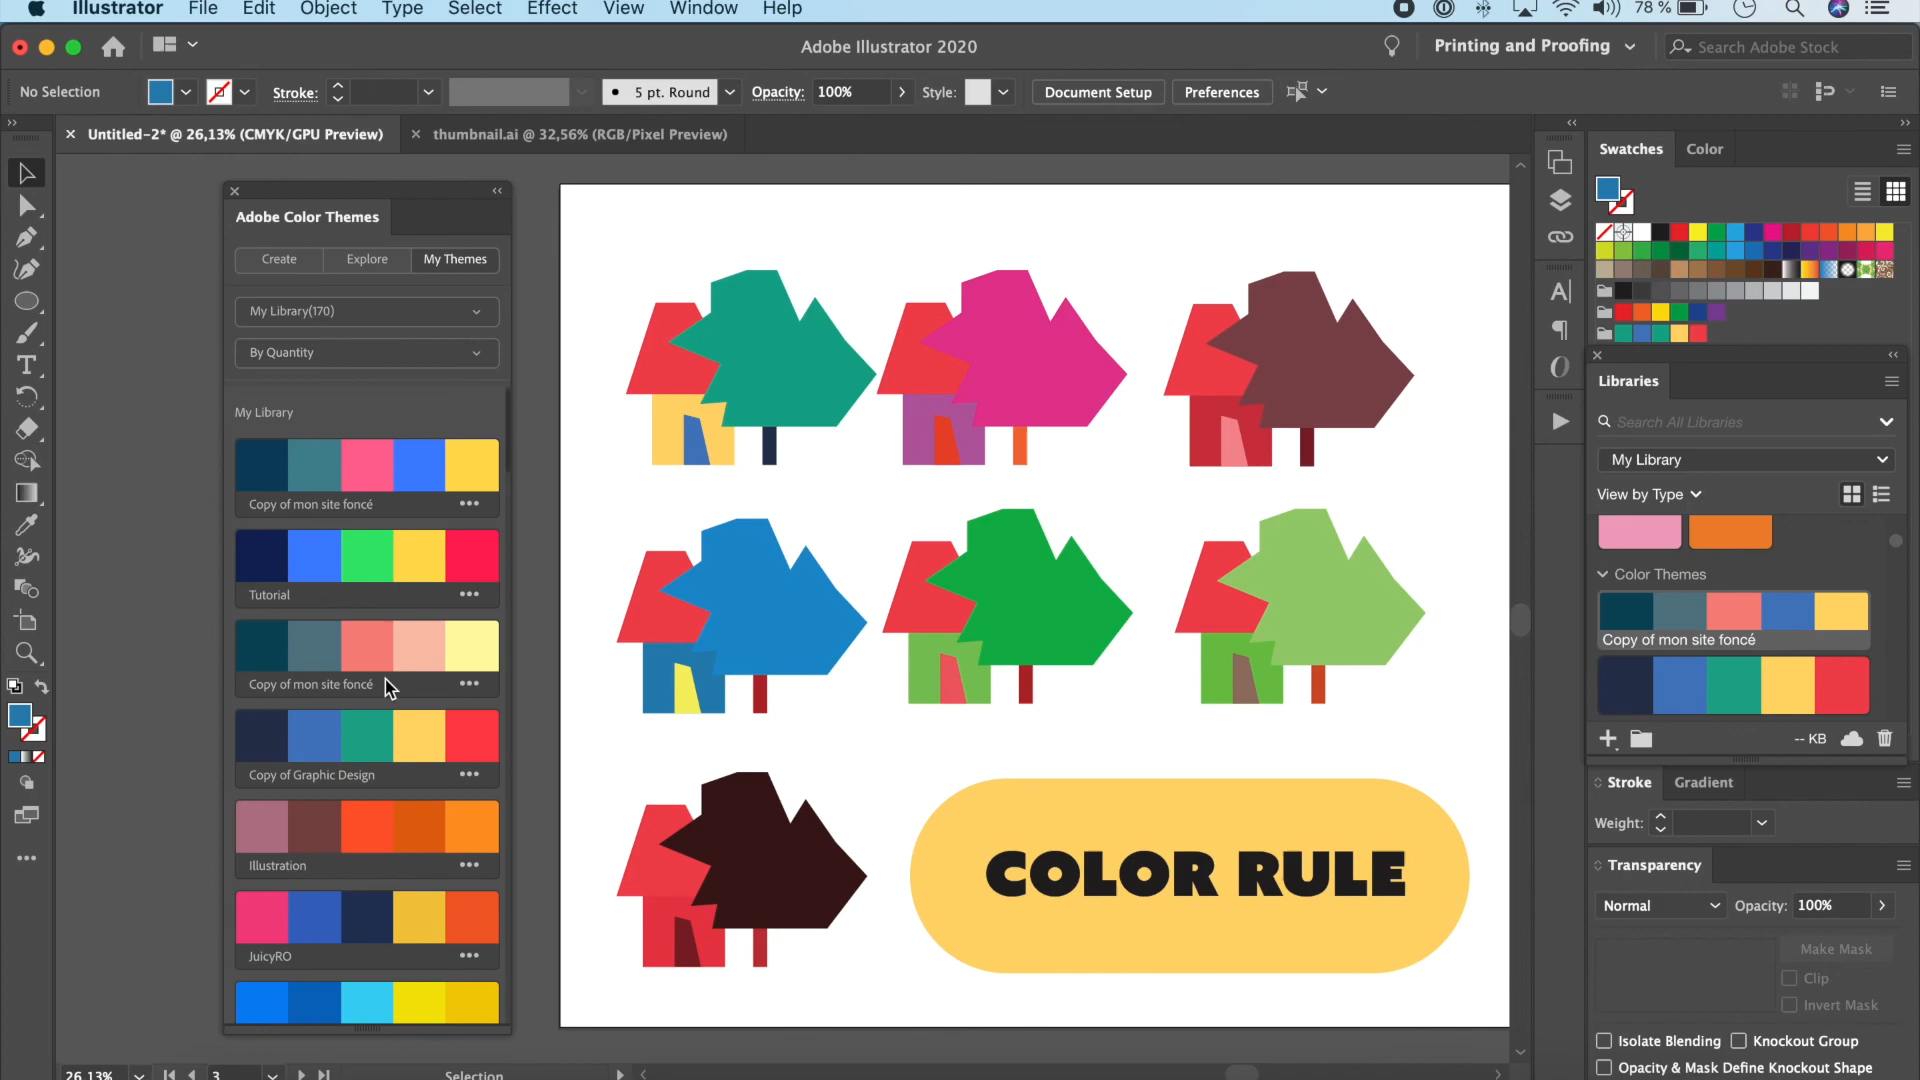 Illustrator File Edit Object Type Select Effect View Window Help 78 %
Adobe Illustrator 2020
Printing and Proofing
Search Adobe Stock
No Selection Stroke: 5 pt. Round Opacity: 100% Style: Document Setup Preferences
Untitled-2* @ 26,13% (CMYK/GPU Preview) thumbnail.ai @ 32,56% (RGB/Pixel Preview)
Adobe Color Themes
Create Explore My Themes
My Library(170)
By Quantity
My Library
Copy of mon site foncé
Tutorial
Copy of mon site foncé
Copy of Graphic Design
Illustration
JuicyRO
COLOR RULE
Swatches Color
Libraries
Search All Libraries
My Library
View by Type
Color Themes
Copy of mon site foncé
-- KB
Stroke Gradient
Weight:
Transparency
Normal Opacity: 100%
Make Mask
Clip
Invert Mask
Isolate Blending Knockout Group
Opacity & Mask Define Knockout Shape
26,13% 3 Selection